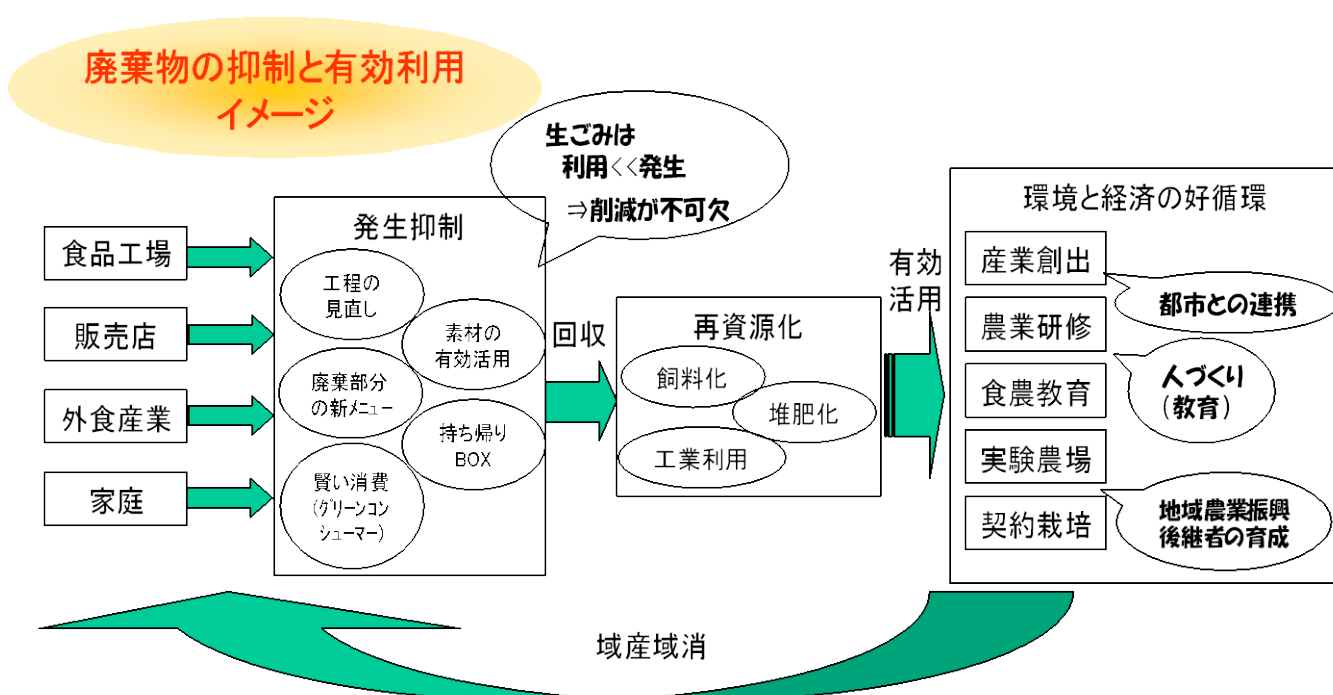 廃棄物の抑制と有効利用
イメージ
生ごみは
利用<<発生
⇒削減が不可欠
食品工場
販売店
外食産業
家庭
発生抑制
工程の
見直し
素材の
有効活用
廃棄部分
の新メニュー
持ち帰り
BOX
賢い消費
(グリーンコン
シューマー)
回収
再資源化
飼料化
堆肥化
工業利用
有効
活用
環境と経済の好循環
産業創出
都市との連携
農業研修
人づくり
(教育)
食農教育
実験農場
地域農業振興
後継者の育成
契約栽培
域産域消